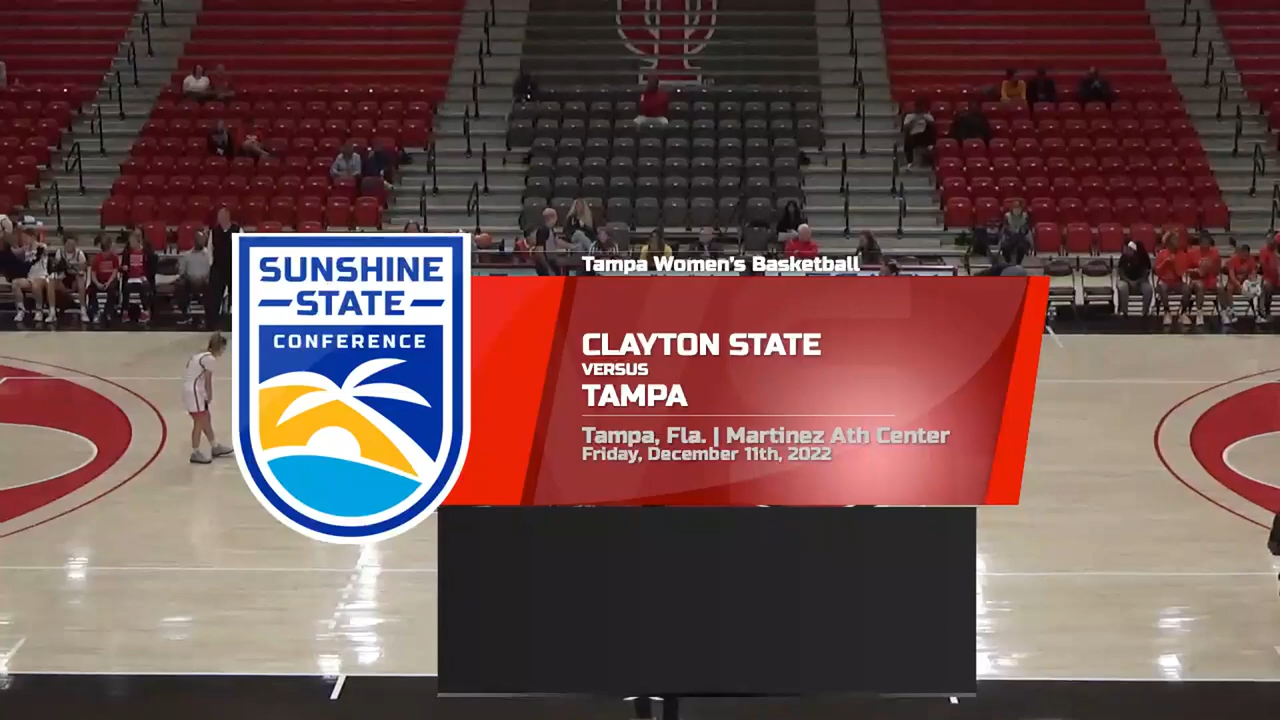 SUNSHINE
STATE
CONFERENCE
Tampa Women's Basketball
CLAYTON STATE
VERSUS
TAMPA
Tampa, Fla. | Martinez Ath Center
Friday, December 11th, 2022